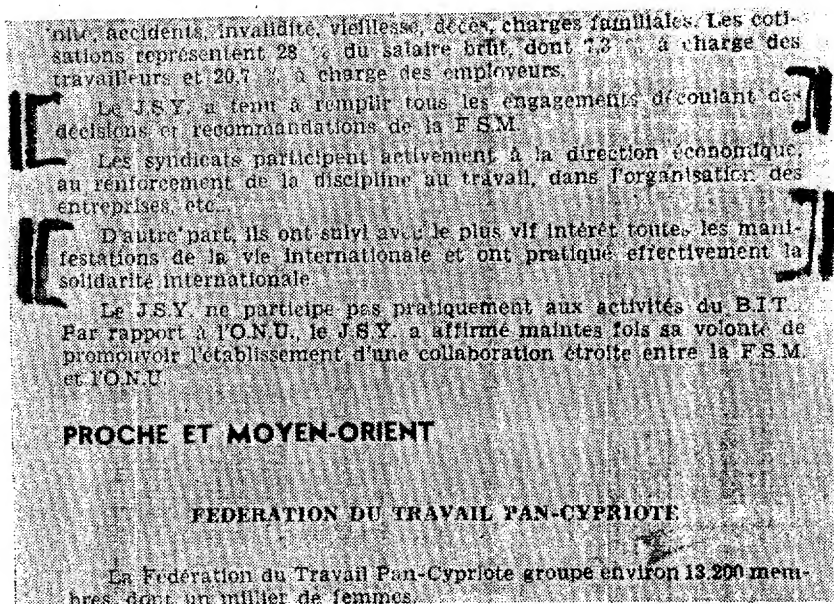 accidents, invalidité, vieillesse, décès, charges familiales. Les coti-
sations représentent 28 % du salaire brut, dont 7,3 % à charge des
travailleurs et 20,7 % à charge des employeurs.
Le J.S.Y. a tenu à remplir tous les engagements découlant des
décisions et recommandations de la F.S.M.
Les syndicats participent activement à la direction économique,
au renforcement de la discipline au travail, dans l'organisation des
entreprises, etc...
D'autre part, ils ont suivi avec le plus vif intérêt toutes les mani-
festations de la vie internationale et ont pratiqué effectivement la
solidarité internationale.
Le J.S.Y. ne participe pas pratiquement aux activités du B.I.T.
Par rapport à l'O.N.U., le J.S.Y. a affirmé maintes fois sa volonté de
promouvoir l'établissement d'une collaboration étroite entre la F.S.M.
et l'O.N.U.
PROCHE ET MOYEN-ORIENT
FEDERATION DU TRAVAIL PAN-CYPRIOTE
La Fédération du Travail Pan-Cypriote groupe environ 13.200 mem-
bres, dont un millier de femmes.